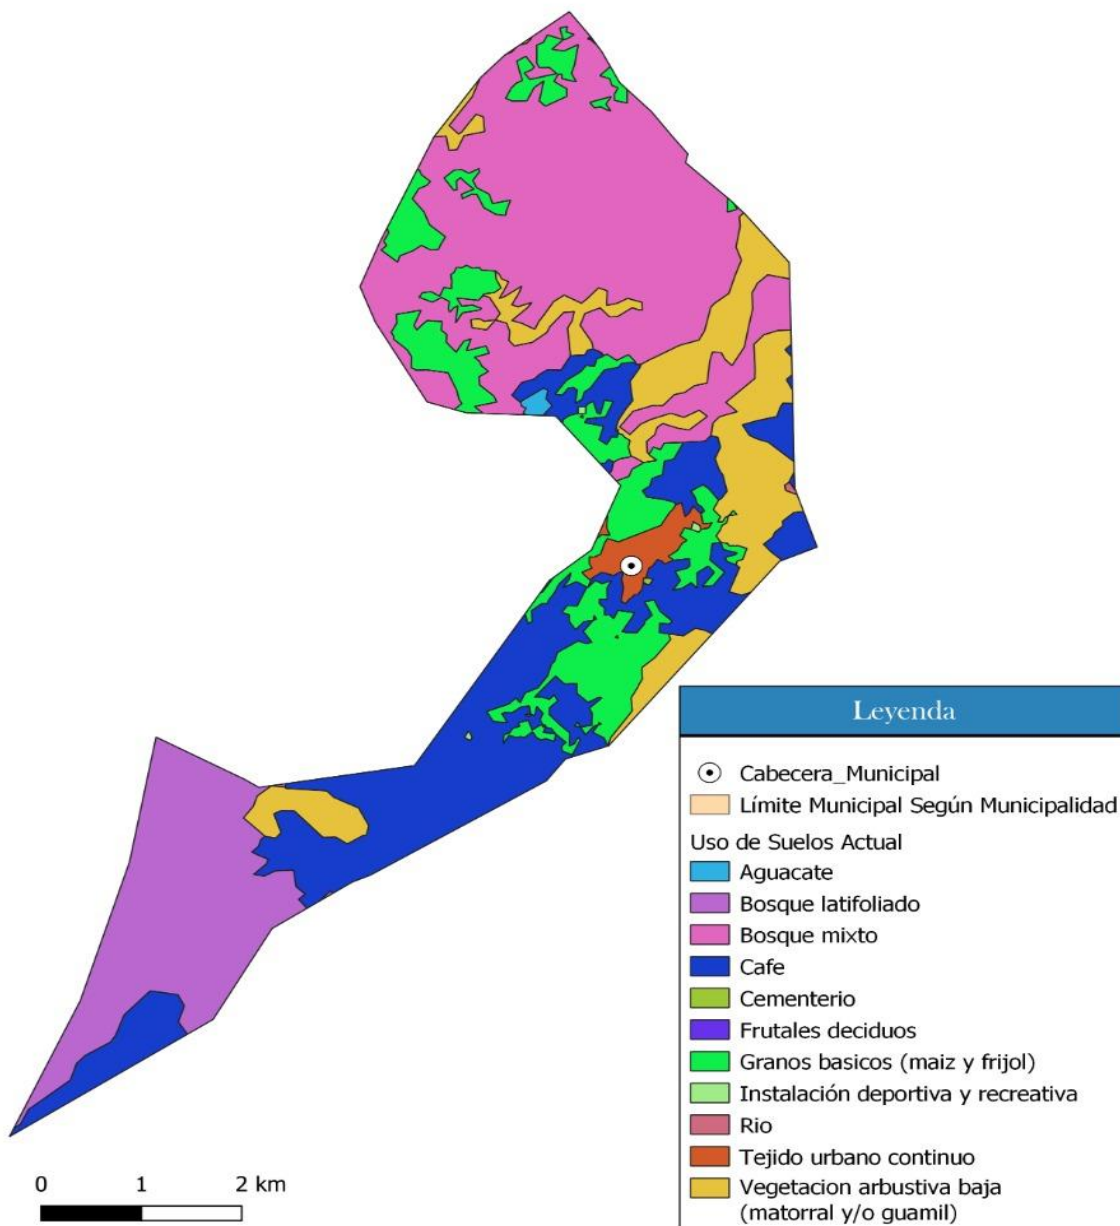 Leyenda
Cabecera_Municipal
Límite Municipal Según Municipalidad
Uso de Suelos Actual
Aguacate
Bosque latifoliado
Bosque mixto
Cafe
Cementerio
Frutales deciduos
Granos basicos (maiz y frijol)
Instalación deportiva y recreativa
Rio
Tejido urbano continuo
Vegetacion arbustiva baja
(matorral y/o guamil)
0 1 2 km